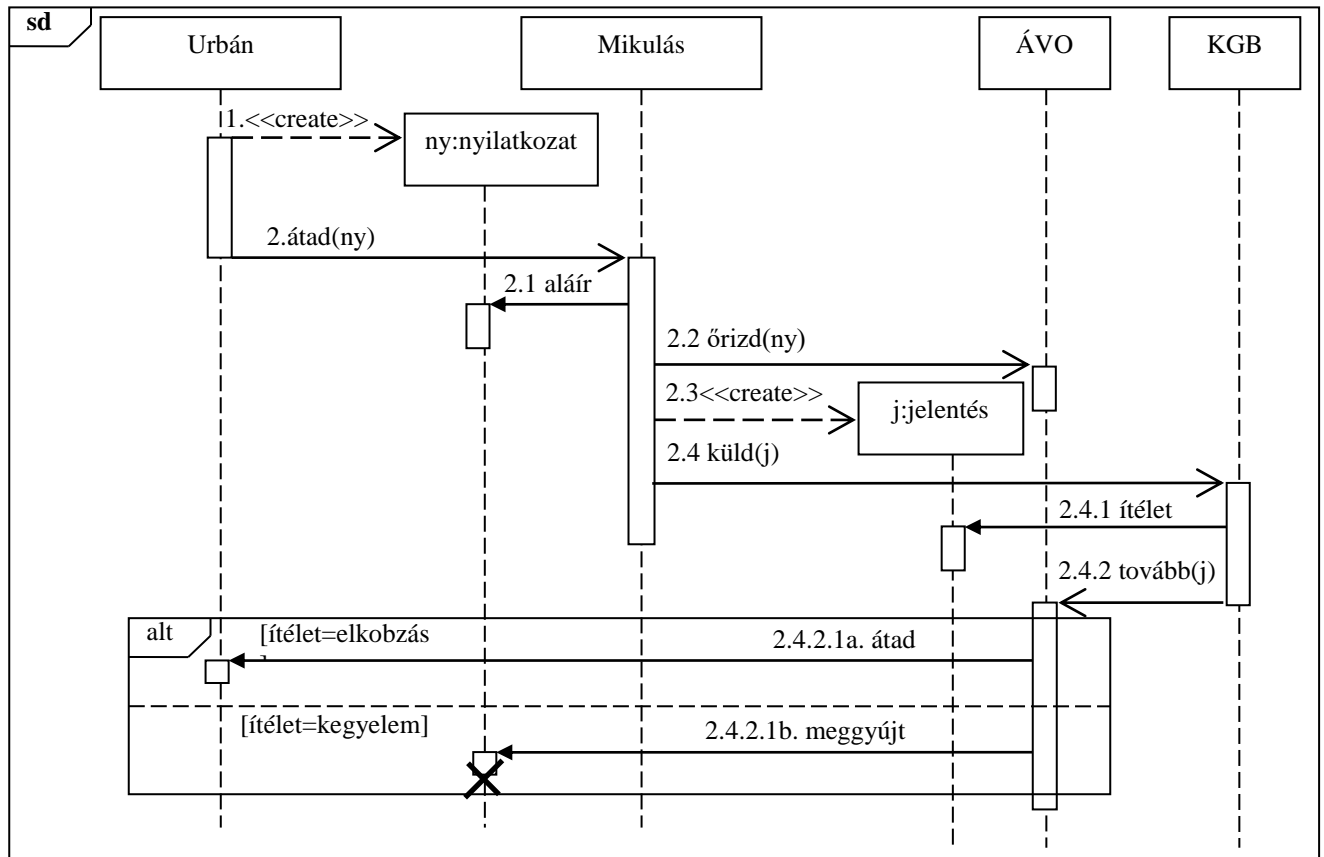 sd
Urbán
Mikulás
ÁVO
KGB
1.<<create>>
ny:nyilatkozat
2.átad(ny)
2.1 aláír
2.2 őrizd(ny)
2.3<<create>>
j:jelentés
2.4 küld(j)
2.4.1 ítélet
2.4.2 tovább(j)
alt
[ítélet=elkobzás
]
2.4.2.1a. átad
[ítélet=kegyelem]
2.4.2.1b. meggyújt